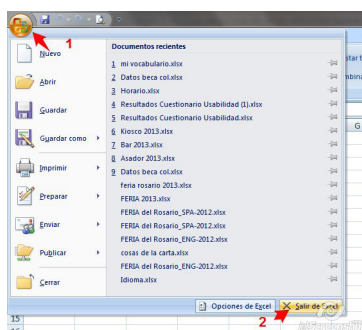 1
Nuevo
Abrir
Guardar
Guardar como
Imprimir
Preparar
Enviar
Publicar
Cerrar
Documentos recientes
1 mi vocabulario.xlsx
2 Datos beca col.xlsx
3 Horario.xlsx
4 Resultados Cuestionario Usabilidad (1).xlsx
5 Resultados Cuestionario Usabilidad.xlsx
6 Kiosco 2013.xlsx
7 Bar 2013.xlsx
8 Asador 2013.xlsx
9 Datos beca col.xlsx
feria rosario 2013.xlsx
FERIA 2013.xlsx
FERIA del Rosario_SPA-2012.xlsx
FERIA del Rosario_SPA-2012.xlsx
FERIA del Rosario_ENG-2012.xlsx
cosas de la carta.xlsx
FERIA del Rosario_ENG-2012.xlsx
Idioma.xlsx
G
Opciones de Excel
Salir de Excel
2
15